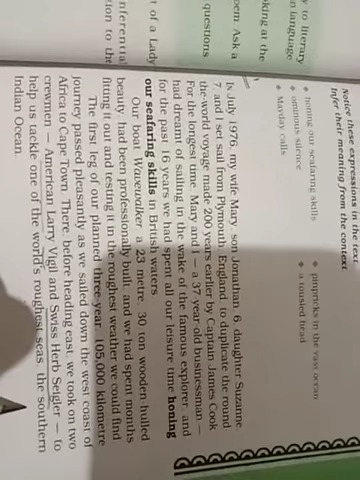 Notice these expressions in the text.
Infer their meaning from the context.
honing our seafaring skills
ominous silence
Mayday calls
pinpricks in the vast ocean
a tousled head
In July 1976, my wife Mary, son Jonathan, 6, daughter Suzanne,
7, and I set sail from Plymouth, England, to duplicate the round-
the-world voyage made 200 years earlier by Captain James Cook.
For the longest time, Mary and I — a 37-year-old businessman —
had dreamt of sailing in the wake of the famous explorer, and
for the past 16 years we had spent all our leisure time honing
our seafaring skills in British waters.
Our boat Wavewalker, a 23 metre, 30 ton wooden-hulled
beauty, had been professionally built, and we had spent months
fitting it out and testing it in the roughest weather we could find.
The first leg of our planned three-year, 105,000 kilometre
journey passed pleasantly as we sailed down the west coast of
Africa to Cape Town. There, before heading east, we took on two
crewmen — American Larry Vigil and Swiss Herb Seigler — to
help us tackle one of the world's roughest seas, the southern
Indian Ocean.
to literary
language
king at the
oem Ask a
questions
t of a Lady
nferential
tion to the